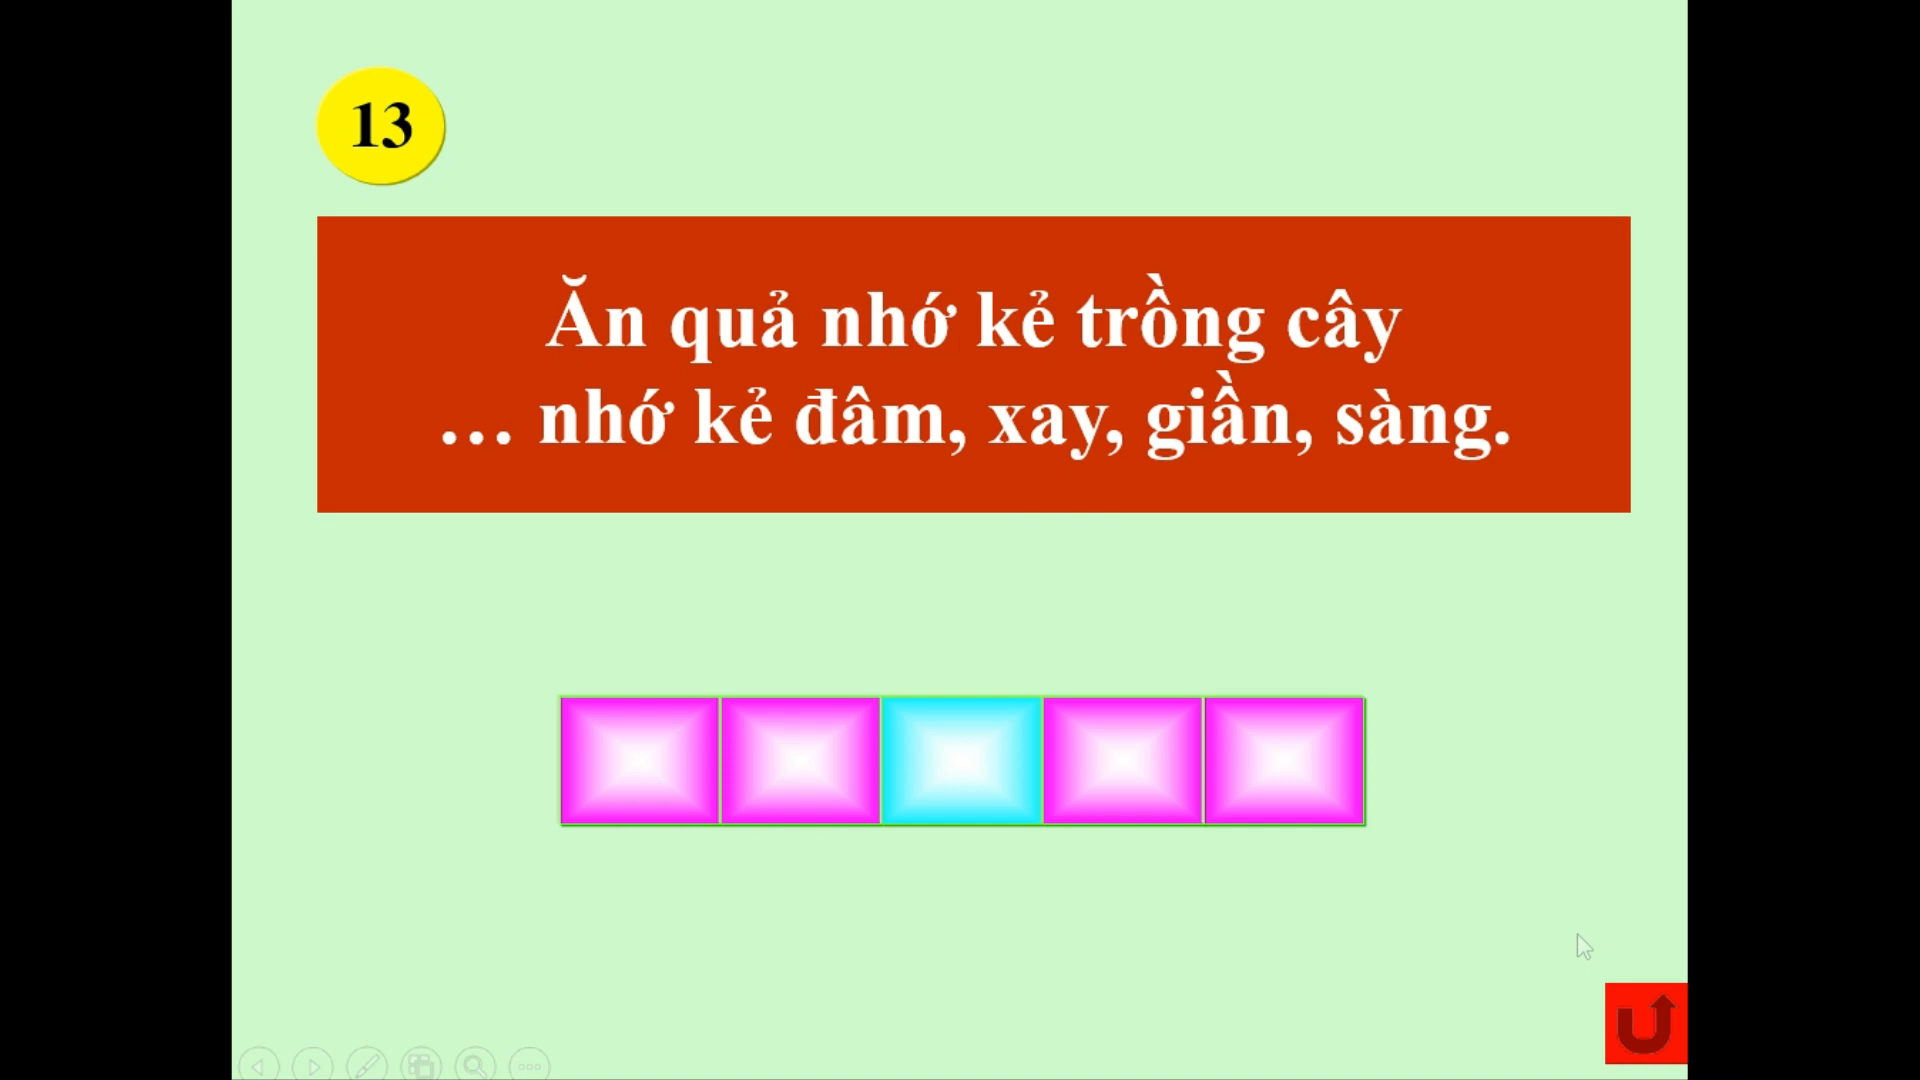 13
Ăn quả nhớ kẻ trồng cây
… nhớ kẻ đâm, xay, giần, sàng.